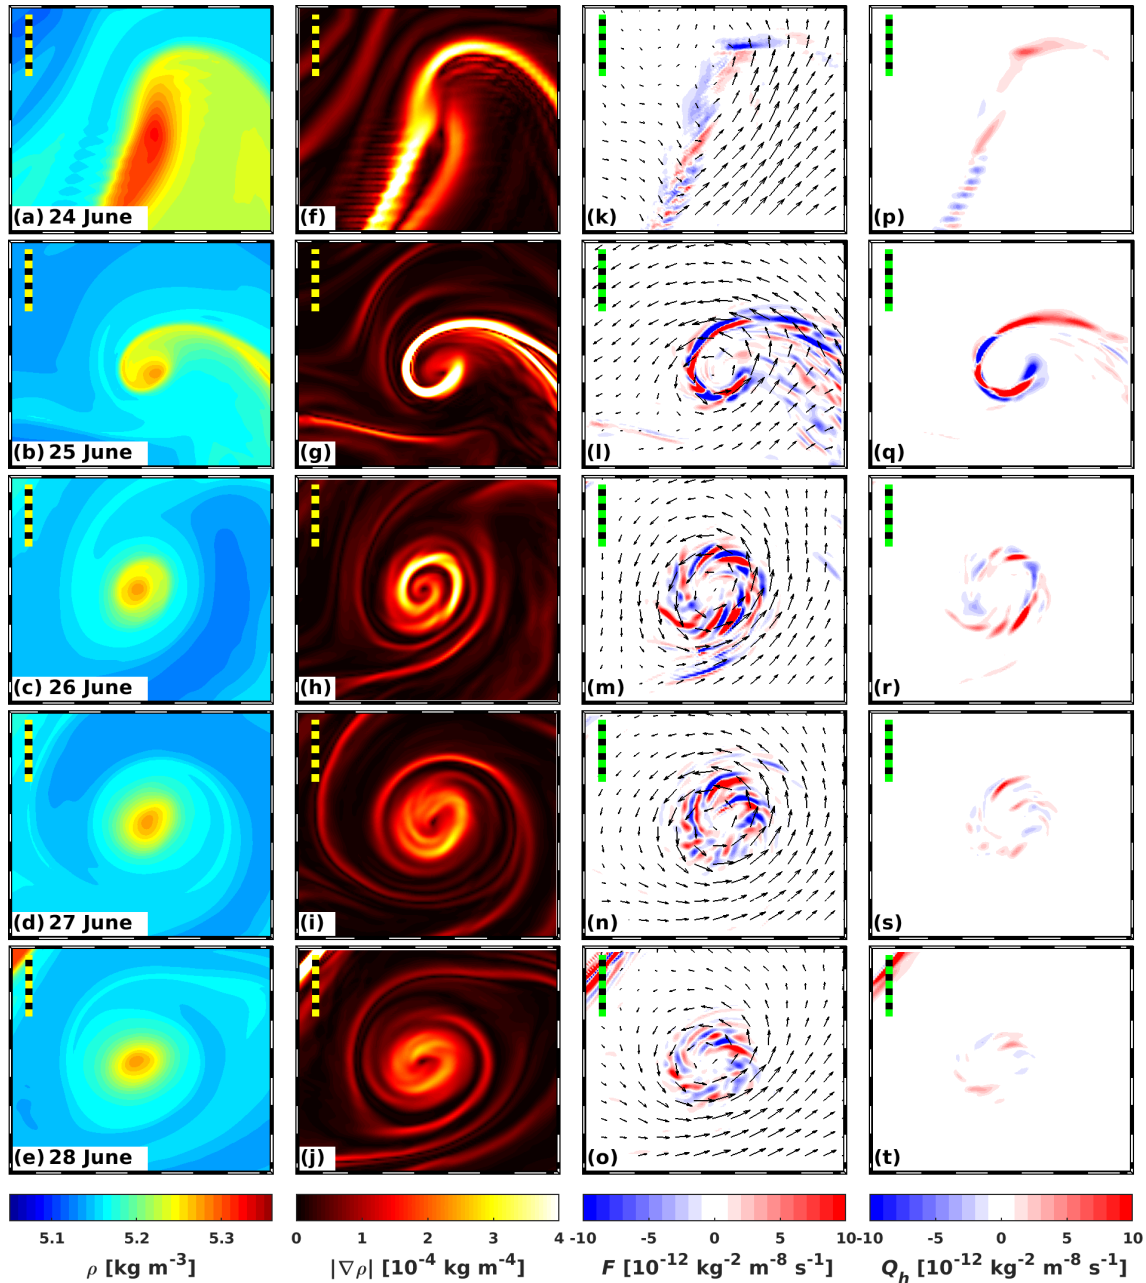 (a) 24 June
(f)
(k)
(p)
(b) 25 June
(g)
(l)
(q)
(c) 26 June
(h)
(m)
(r)
(d) 27 June
(i)
(n)
(s)
(e) 28 June
(j)
(o)
(t)
5.1 5.2 5.3
0 1 2 3 4
-10 -5 0 5 10
-10 -5 0 5 10
ρ [kg m⁻³]
|∇ρ| [10⁻⁴ kg m⁻⁴]
F [10⁻¹² kg⁻² m⁻⁸ s⁻¹]
Qₕ [10⁻¹² kg⁻² m⁻⁸ s⁻¹]